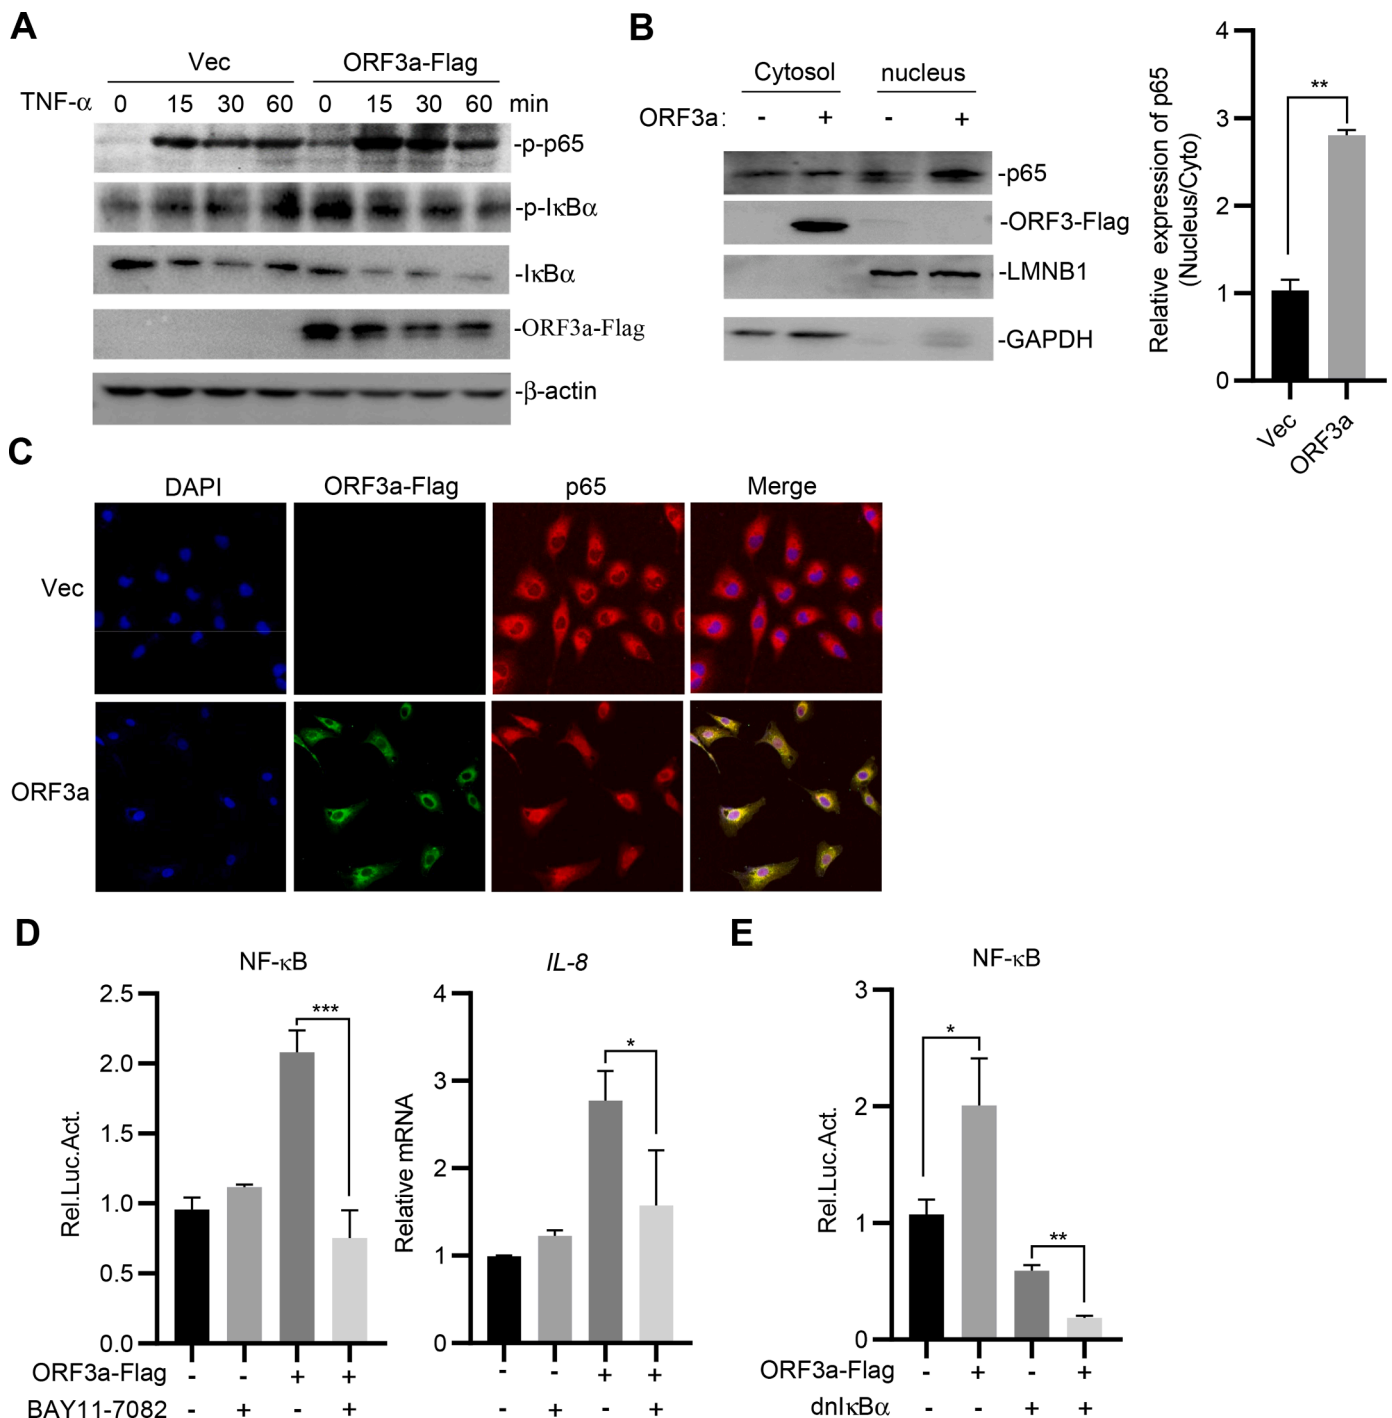 A
Vec ORF3a-Flag
TNF-α 0 15 30 60 0 15 30 60 min
-p-p65
-p-IκBα
-IκBα
-ORF3a-Flag
-β-actin
B
Cytosol nucleus
ORF3a: - + - +
-p65
-ORF3-Flag
-LMNB1
-GAPDH
Relative expression of p65
(Nucleus/Cyto)
4
3
2
1
0
**
Vec ORF3a
C
DAPI ORF3a-Flag p65 Merge
Vec
ORF3a
D
NF-κB
Rel.Luc.Act.
2.5
2.0
1.5
1.0
0.5
0.0
***
IL-8
Relative mRNA
4
3
2
1
0
*
ORF3a-Flag - - + + - - + +
BAY11-7082 - + - + - + - +
E
NF-κB
Rel.Luc.Act.
3
2
1
0
*
**
ORF3a-Flag - + - +
dnIκBα - - + +